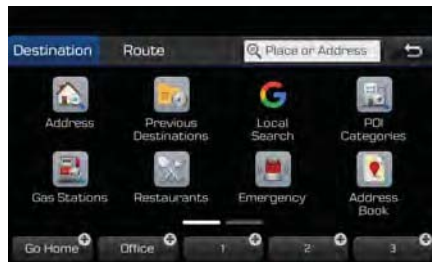 Destination Route Place or Address
Address Previous Destinations Local Search POI Categories
Gas Stations Restaurants Emergency Address Book
Go Home Office 1 2 3